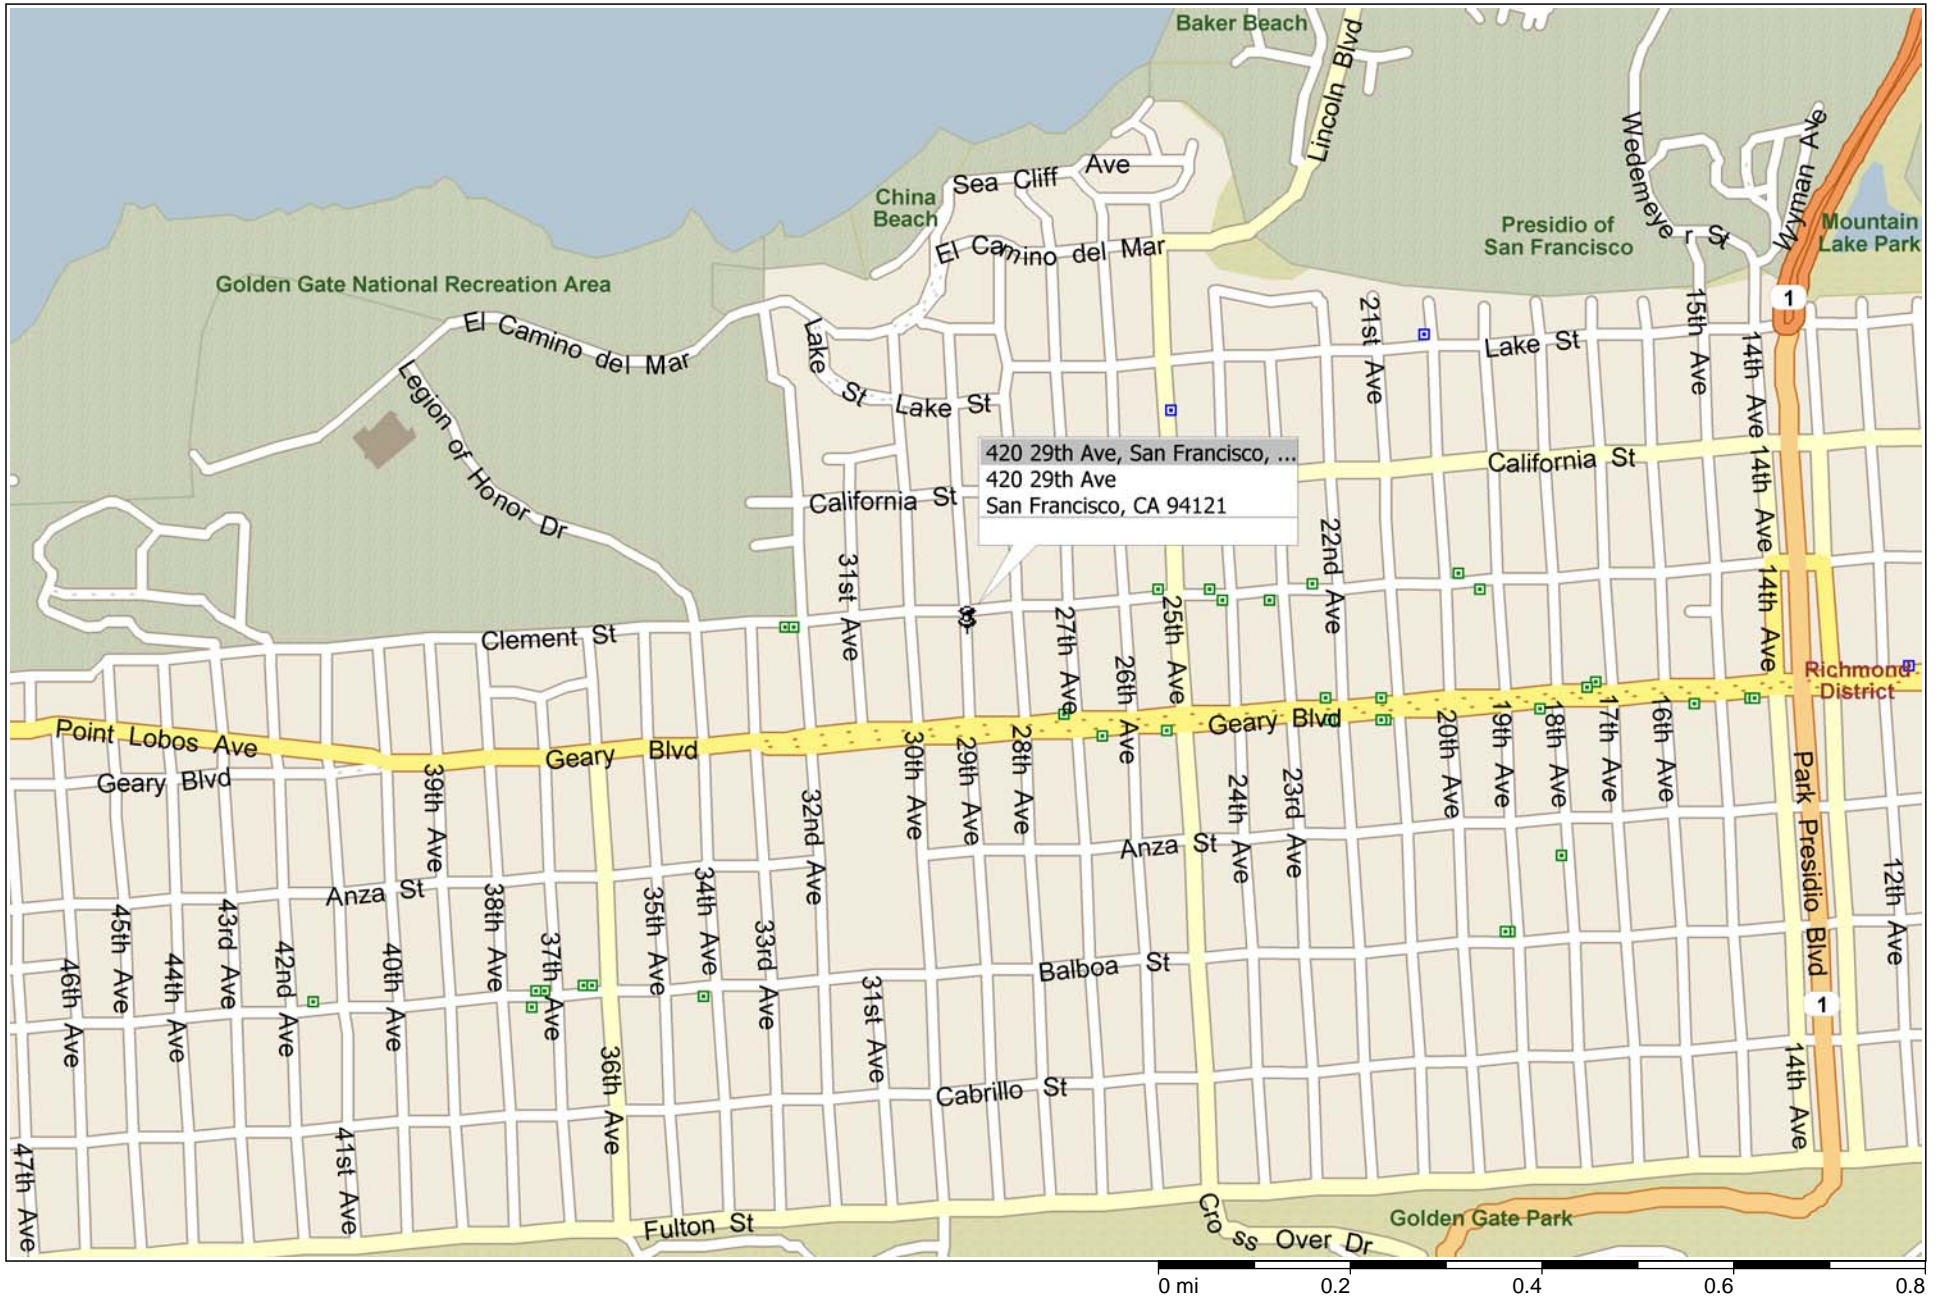 Baker Beach
Lincoln Blvd
Wedemeye r St
Wyman Ave
Sea Cliff Ave
China
Beach
El Camino del Mar
Presidio of
San Francisco
Mountain
Lake Park
Golden Gate National Recreation Area
1
El Camino del Mar
Lake St
Lake St
21st Ave
Lake St
15th Ave
14th Ave
Legion of Honor Dr
420 29th Ave, San Francisco, ...
420 29th Ave
San Francisco, CA 94121
California St
California St
14th Ave
31st Ave
22nd Ave
14th Ave
Clement St
27th Ave
25th Ave
26th Ave
Richmond
District
Point Lobos Ave
Geary Blvd
Geary Blvd
Geary Blvd
39th Ave
30th Ave
29th Ave
28th Ave
20th Ave
19th Ave
18th Ave
17th Ave
16th Ave
32nd Ave
24th Ave
23rd Ave
Park Presidio Blvd
Anza St
Anza St
12th Ave
45th Ave
43rd Ave
38th Ave
35th Ave
34th Ave
33rd Ave
46th Ave
44th Ave
42nd Ave
40th Ave
37th Ave
Balboa St
31st Ave
1
36th Ave
Cabrillo St
14th Ave
47th Ave
41st Ave
Fulton St
Cro ss Over Dr
Golden Gate Park
0 mi 0.2 0.4 0.6 0.8